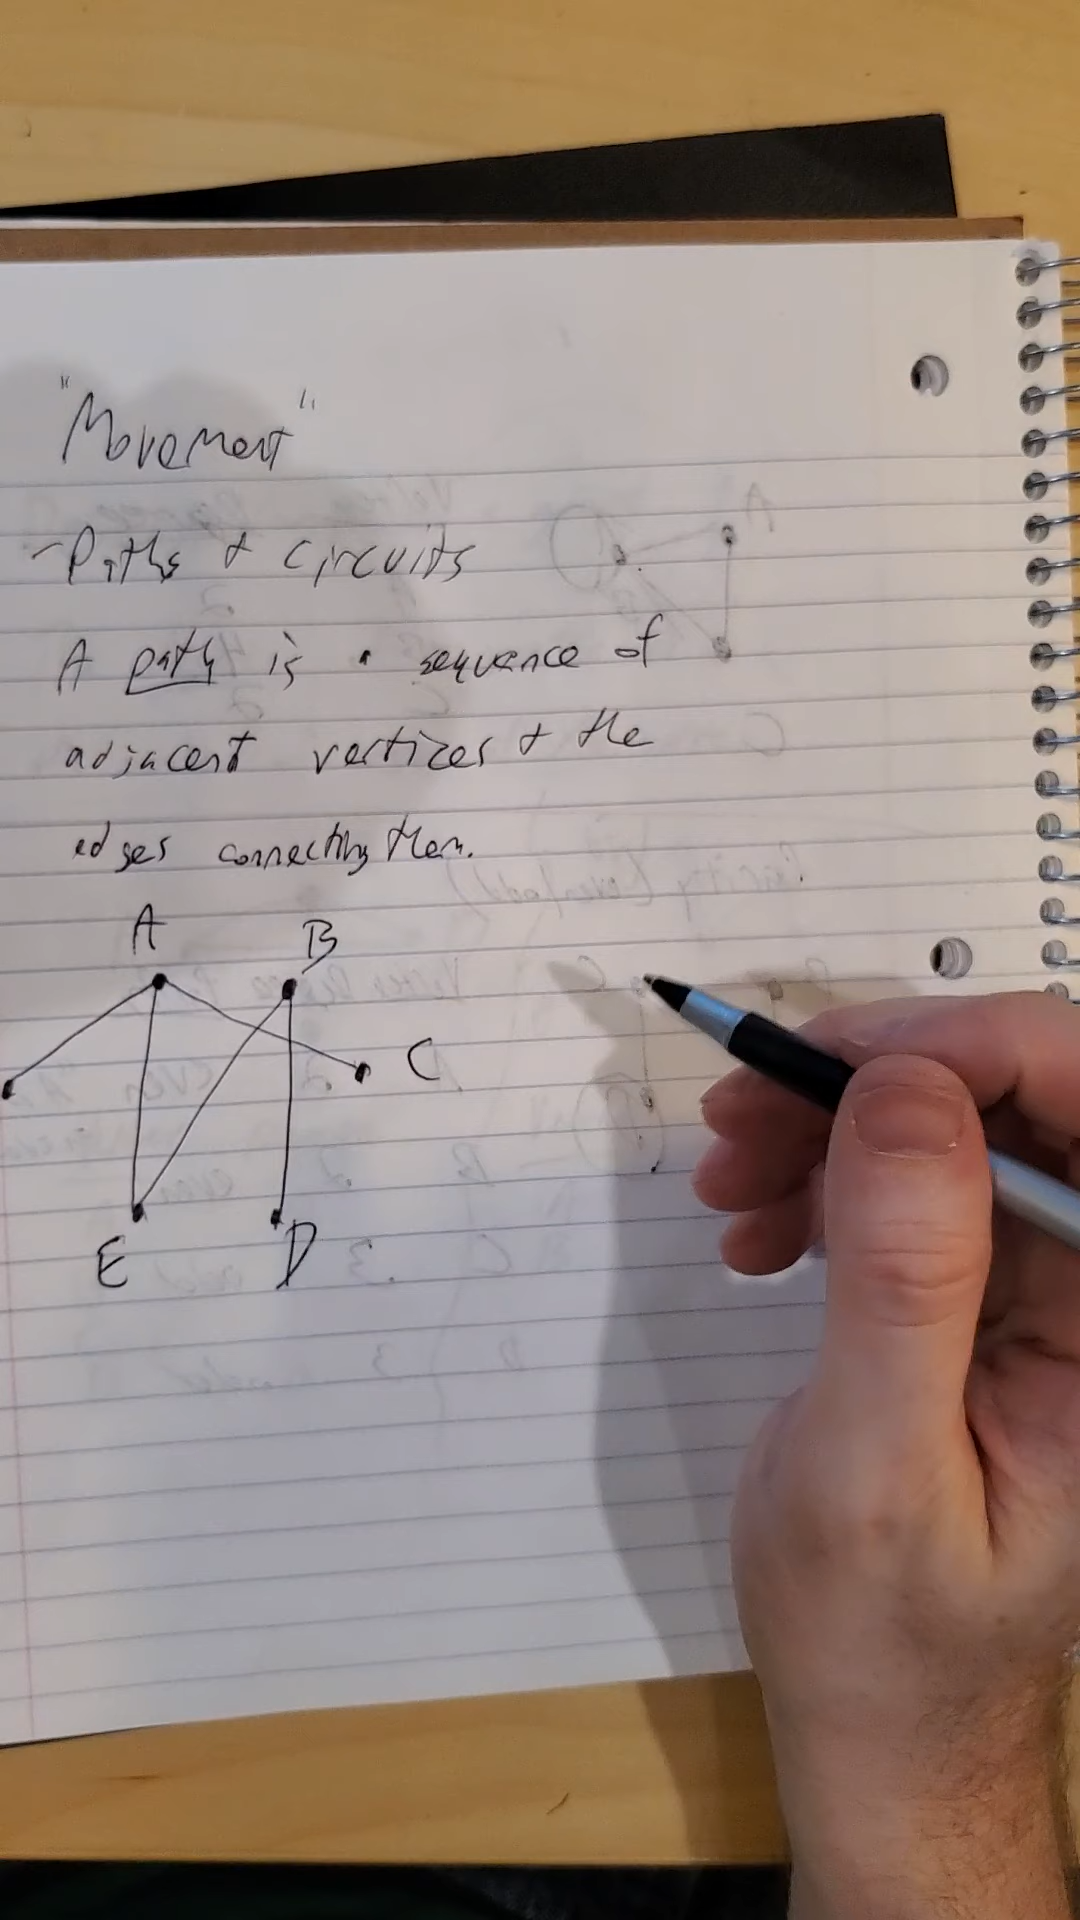 "Movement"
- Paths + circuits
A path is a sequence of
adjacent vertices + the
edges connecting them.
A B
C
E D